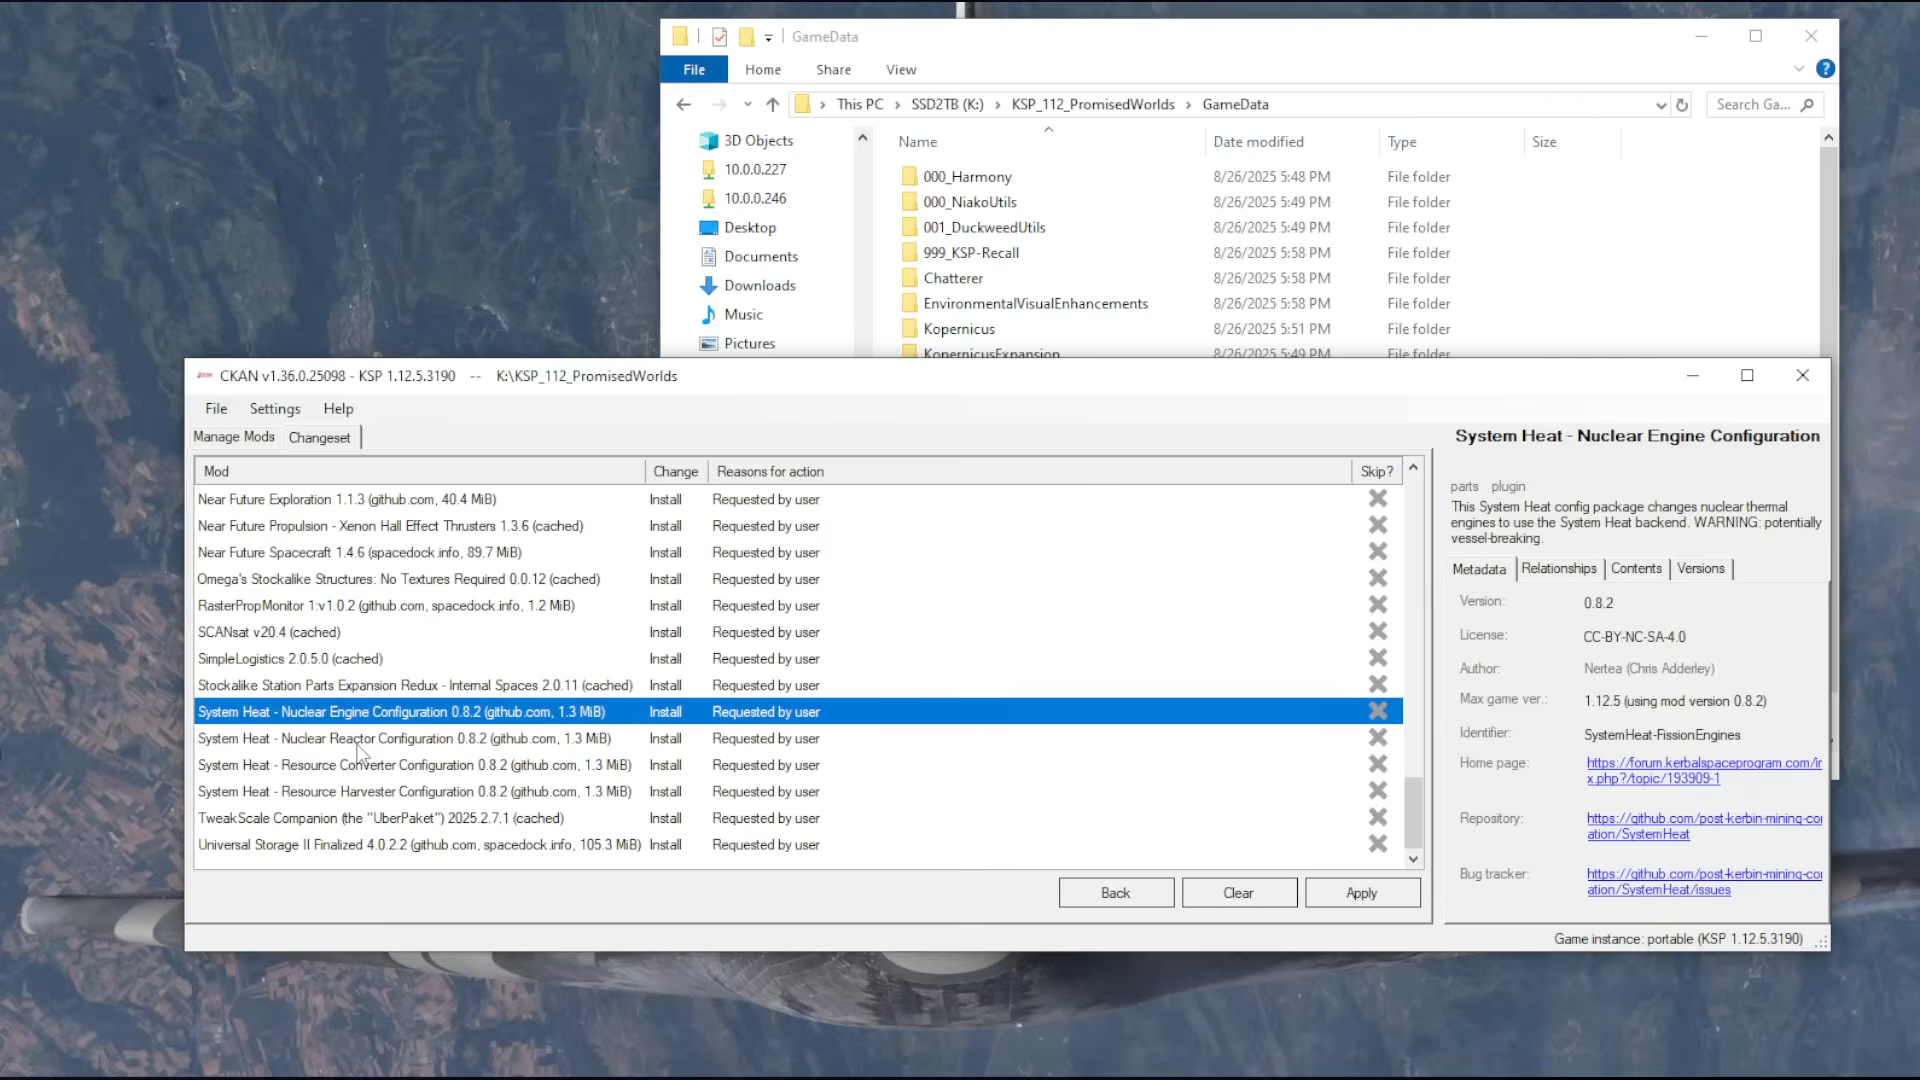 GameData
File Home Share View
This PC SSD2TB (K:) KSP_112_PromisedWorlds GameData Search Ga...
Name Date modified Type Size
3D Objects
10.0.0.227
10.0.0.246
Desktop
Documents
Downloads
Music
Pictures
000_Harmony 8/26/2025 5:48 PM File folder
000_NiakoUtils 8/26/2025 5:49 PM File folder
001_DuckweedUtils 8/26/2025 5:49 PM File folder
999_KSP-Recall 8/26/2025 5:58 PM File folder
Chatterer 8/26/2025 5:58 PM File folder
EnvironmentalVisualEnhancements 8/26/2025 5:58 PM File folder
Kopernicus 8/26/2025 5:51 PM File folder
KopernicusExpansion 8/26/2025 5:49 PM File folder
CKAN v1.36.0.25098 - KSP 1.12.5.3190 -- K:\KSP_112_PromisedWorlds
File Settings Help
Manage Mods Changeset
Mod Change Reasons for action Skip?
Near Future Exploration 1.1.3 (github.com, 40.4 MiB) Install Requested by user
Near Future Propulsion - Xenon Hall Effect Thrusters 1.3.6 (cached) Install Requested by user
Near Future Spacecraft 1.4.6 (spacedock.info, 89.7 MiB) Install Requested by user
Omega's Stockalike Structures: No Textures Required 0.0.12 (cached) Install Requested by user
RasterPropMonitor 1:v1.0.2 (github.com, spacedock.info, 1.2 MiB) Install Requested by user
SCANsat v20.4 (cached) Install Requested by user
SimpleLogistics 2.0.5.0 (cached) Install Requested by user
Stockalike Station Parts Expansion Redux - Internal Spaces 2.0.11 (cached) Install Requested by user
System Heat - Nuclear Engine Configuration 0.8.2 (github.com, 1.3 MiB) Install Requested by user
System Heat - Nuclear Reactor Configuration 0.8.2 (github.com, 1.3 MiB) Install Requested by user
System Heat - Resource Converter Configuration 0.8.2 (github.com, 1.3 MiB) Install Requested by user
System Heat - Resource Harvester Configuration 0.8.2 (github.com, 1.3 MiB) Install Requested by user
TweakScale Companion (the "UberPaket") 2025.2.7.1 (cached) Install Requested by user
Universal Storage II Finalized 4.0.2.2 (github.com, spacedock.info, 105.3 MiB) Install Requested by user
Back Clear Apply
System Heat - Nuclear Engine Configuration
parts plugin
This System Heat config package changes nuclear thermal
engines to use the System Heat backend. WARNING: potentially
vessel-breaking.
Metadata Relationships Contents Versions
Version: 0.8.2
License: CC-BY-NC-SA-4.0
Author: Nertea (Chris Adderley)
Max game ver.: 1.12.5 (using mod version 0.8.2)
Identifier: SystemHeat-FissionEngines
Home page: https://forum.kerbalspaceprogram.com/ir
x.php?/topic/193909-1
Repository: https://github.com/post-kerbin-mining-cor
ation/SystemHeat
Bug tracker: https://github.com/post-kerbin-mining-cor
ation/SystemHeat/issues
Game instance: portable (KSP 1.12.5.3190)